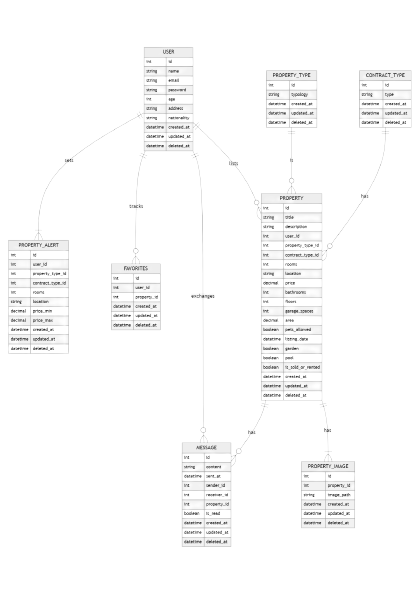 USER
int id
string name
string email
string password
int age
string address
string nationality
datetime created_at
datetime updated_at
datetime deleted_at
PROPERTY_TYPE
int id
string typology
datetime created_at
datetime updated_at
datetime deleted_at
CONTRACT_TYPE
int id
string type
datetime created_at
datetime updated_at
datetime deleted_at
sets
tracks
exchanges
lists
is
has
PROPERTY
int id
string title
string description
int user_id
int property_type_id
int contract_type_id
int rooms
string location
decimal price
int bathrooms
int floors
int garage_spaces
decimal area
boolean pets_allowed
datetime listing_date
boolean garden
boolean pool
boolean is_sold_or_rented
datetime created_at
datetime updated_at
datetime deleted_at
PROPERTY_ALERT
int id
int user_id
int property_type_id
int contract_type_id
int rooms
string location
decimal price_min
decimal price_max
datetime created_at
datetime updated_at
datetime deleted_at
FAVORITES
int id
int user_id
int property_id
datetime created_at
datetime updated_at
datetime deleted_at
has
has
MESSAGE
int id
string content
datetime sent_at
int sender_id
int receiver_id
int property_id
boolean is_read
datetime created_at
datetime updated_at
datetime deleted_at
PROPERTY_IMAGE
int id
int property_id
string image_path
datetime created_at
datetime updated_at
datetime deleted_at